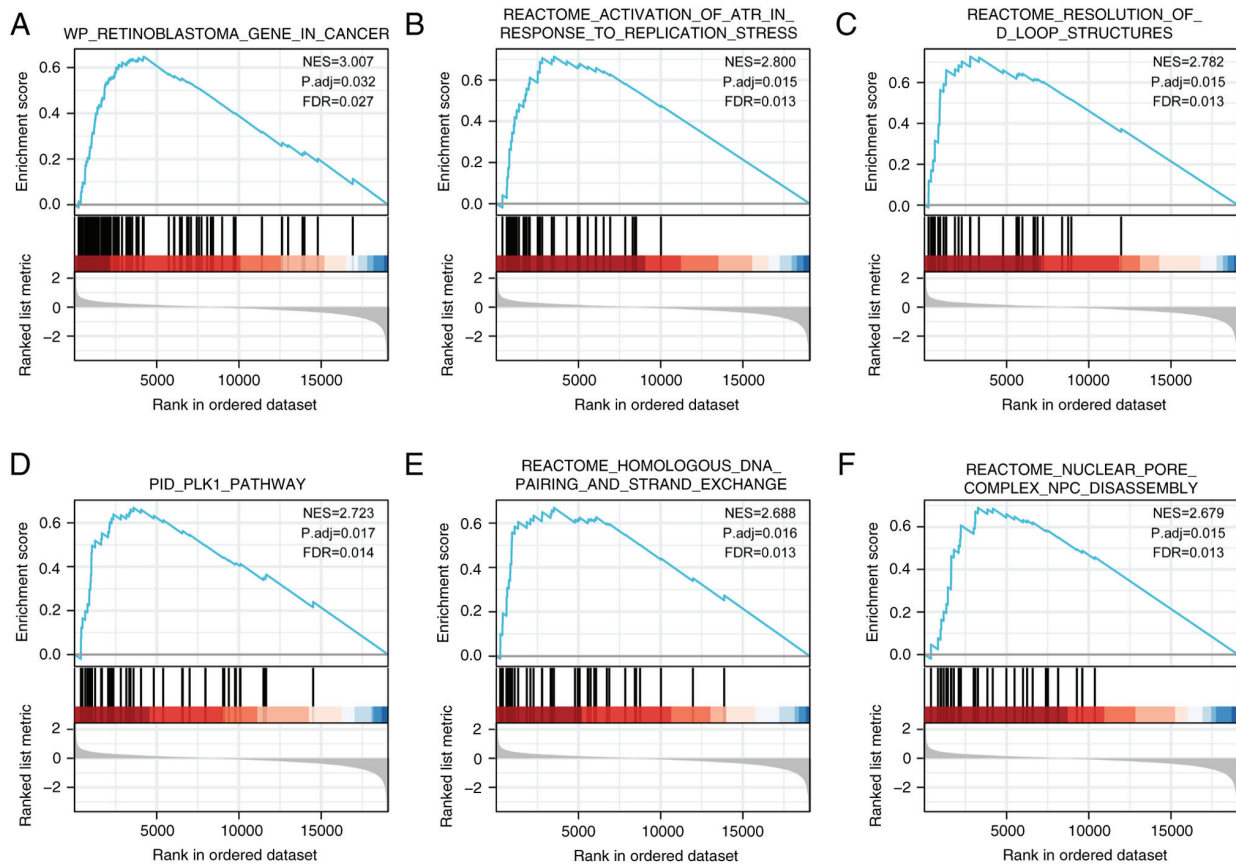 A
WP_RETINOBLASTOMA_GENE_IN_CANCER
NES=3.007
P.adj=0.032
FDR=0.027
Enrichment score
0.6
0.4
0.2
0.0
Ranked list metric
2
0
−2
5000 10000 15000
Rank in ordered dataset
B
REACTOME_ACTIVATION_OF_ATR_IN_
RESPONSE_TO_REPLICATION_STRESS
NES=2.800
P.adj=0.015
FDR=0.013
Enrichment score
0.6
0.4
0.2
0.0
Ranked list metric
2
0
−2
5000 10000 15000
Rank in ordered dataset
C
REACTOME_RESOLUTION_OF_
D_LOOP_STRUCTURES
NES=2.782
P.adj=0.015
FDR=0.013
Enrichment score
0.6
0.4
0.2
0.0
Ranked list metric
2
0
−2
5000 10000 15000
Rank in ordered dataset
D
PID_PLK1_PATHWAY
NES=2.723
P.adj=0.017
FDR=0.014
Enrichment score
0.6
0.4
0.2
0.0
Ranked list metric
2
0
−2
5000 10000 15000
Rank in ordered dataset
E
REACTOME_HOMOLOGOUS_DNA_
PAIRING_AND_STRAND_EXCHANGE
NES=2.688
P.adj=0.016
FDR=0.013
Enrichment score
0.6
0.4
0.2
0.0
Ranked list metric
2
0
−2
5000 10000 15000
Rank in ordered dataset
F
REACTOME_NUCLEAR_PORE_
COMPLEX_NPC_DISASSEMBLY
NES=2.679
P.adj=0.015
FDR=0.013
Enrichment score
0.6
0.4
0.2
0.0
Ranked list metric
2
0
−2
5000 10000 15000
Rank in ordered dataset